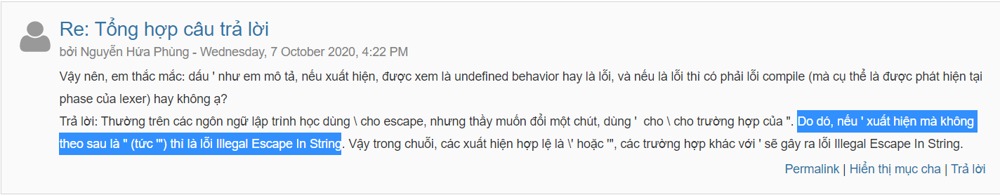 Re: Tổng hợp câu trả lời
bởi Nguyễn Hứa Phùng - Wednesday, 7 October 2020, 4:22 PM
Vậy nên, em thắc mắc: dấu ' như em mô tả, nếu xuất hiện, được xem là undefined behavior hay là lỗi, và nếu là lỗi thì có phải lỗi compile (mà cụ thể là được phát hiện tại
phase của lexer) hay không ạ?
Trả lời: Thường trên các ngôn ngữ lập trình học dùng \ cho escape, nhưng thầy muốn đổi một chút, dùng '  cho \ cho trường hợp của ". Do dó, nếu ' xuất hiện mà không
theo sau là " (tức '") thì là lỗi Illegal Escape In String. Vậy trong chuỗi, các xuất hiện hợp lệ là \' hoặc '", các trường hợp khác với ' sẽ gây ra lỗi Illegal Escape In String.
Permalink | Hiển thị mục cha | Trả lời